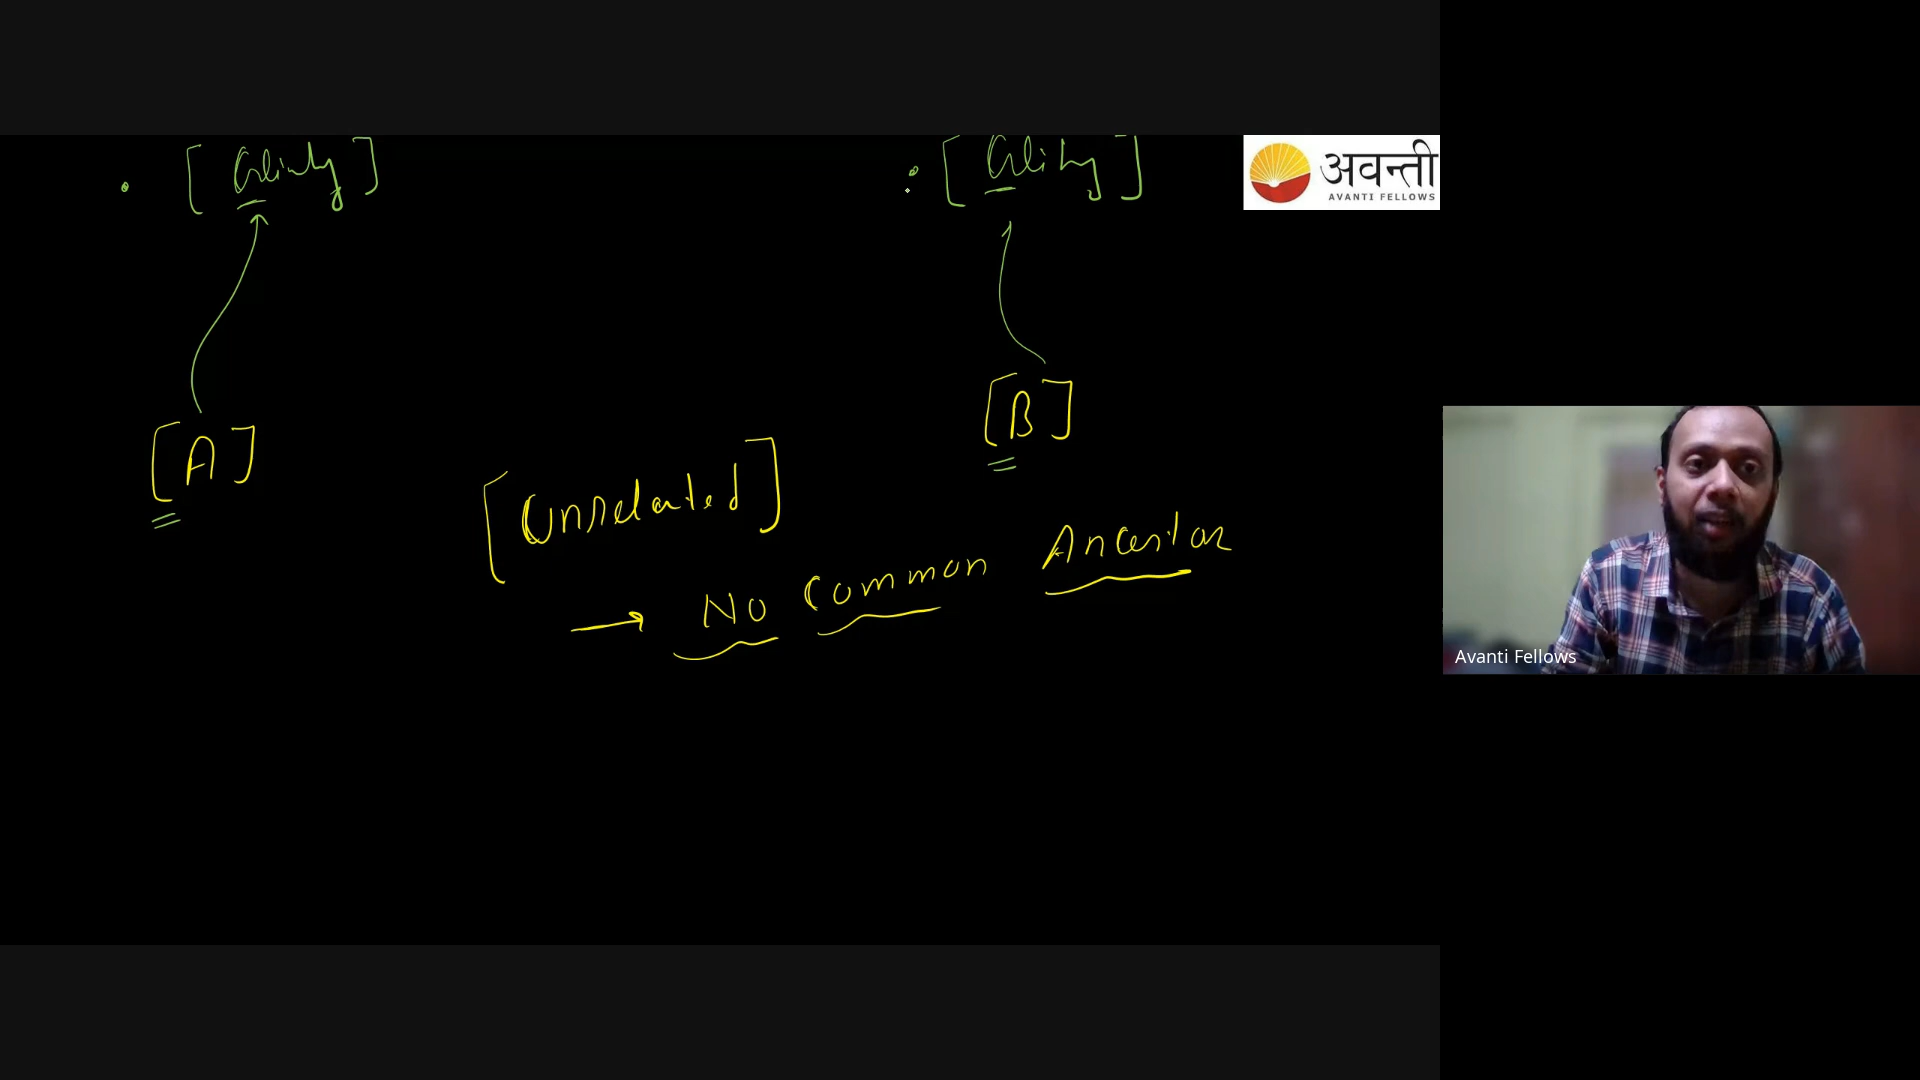 [Ability]
[Ability]
अवन्ती
AVANTI FELLOWS
[A]
[B]
[Unrelated]
→ No Common Ancestor
Avanti Fellows